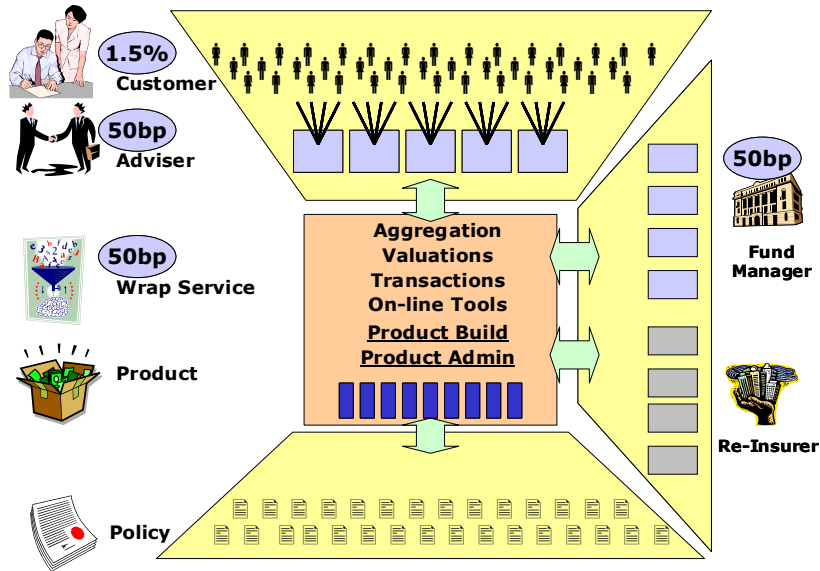 1.5%
Customer
50bp
Adviser
50bp
Wrap Service
Product
Policy
Aggregation
Valuations
Transactions
On-line Tools
Product Build
Product Admin
50bp
Fund
Manager
Re-Insurer